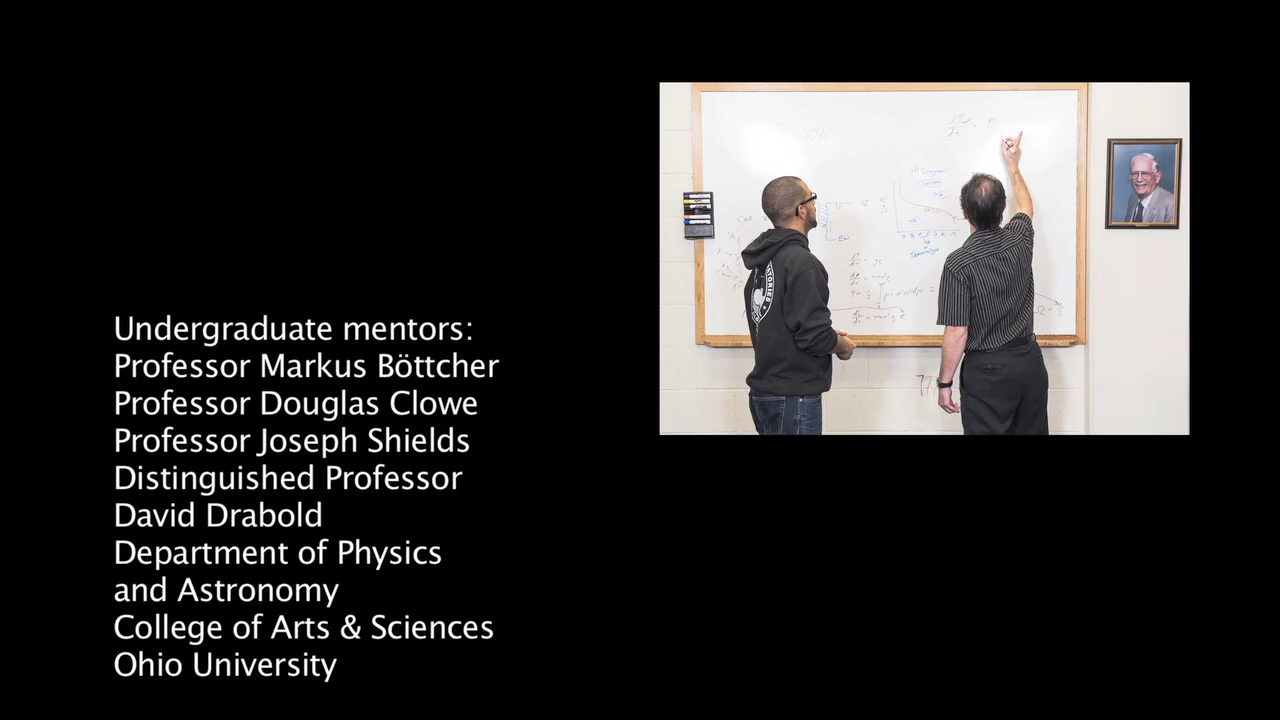 Undergraduate mentors:
Professor Markus Böttcher
Professor Douglas Clowe
Professor Joseph Shields
Distinguished Professor
David Drabold
Department of Physics
and Astronomy
College of Arts & Sciences
Ohio University